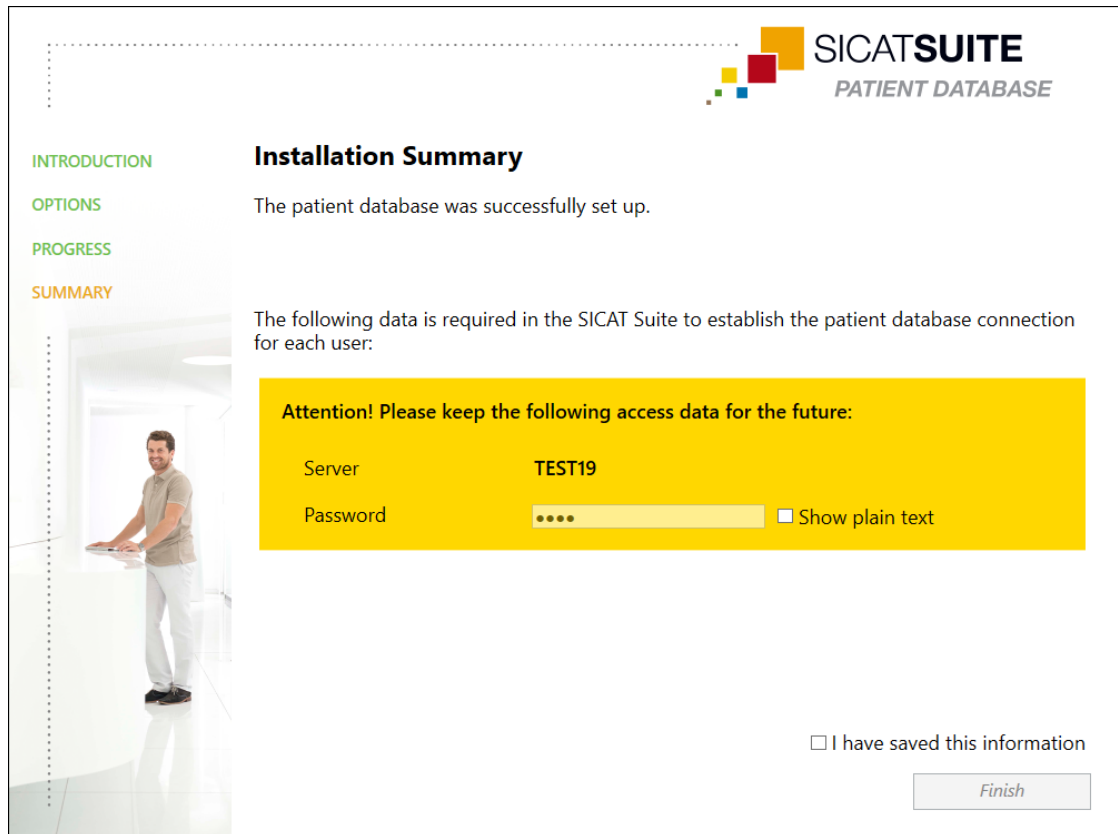 SICATSUITE
PATIENT DATABASE
INTRODUCTION
OPTIONS
PROGRESS
SUMMARY
Installation Summary
The patient database was successfully set up.
The following data is required in the SICAT Suite to establish the patient database connection
for each user:
Attention! Please keep the following access data for the future:
Server TEST19
Password •••• Show plain text
I have saved this information
Finish